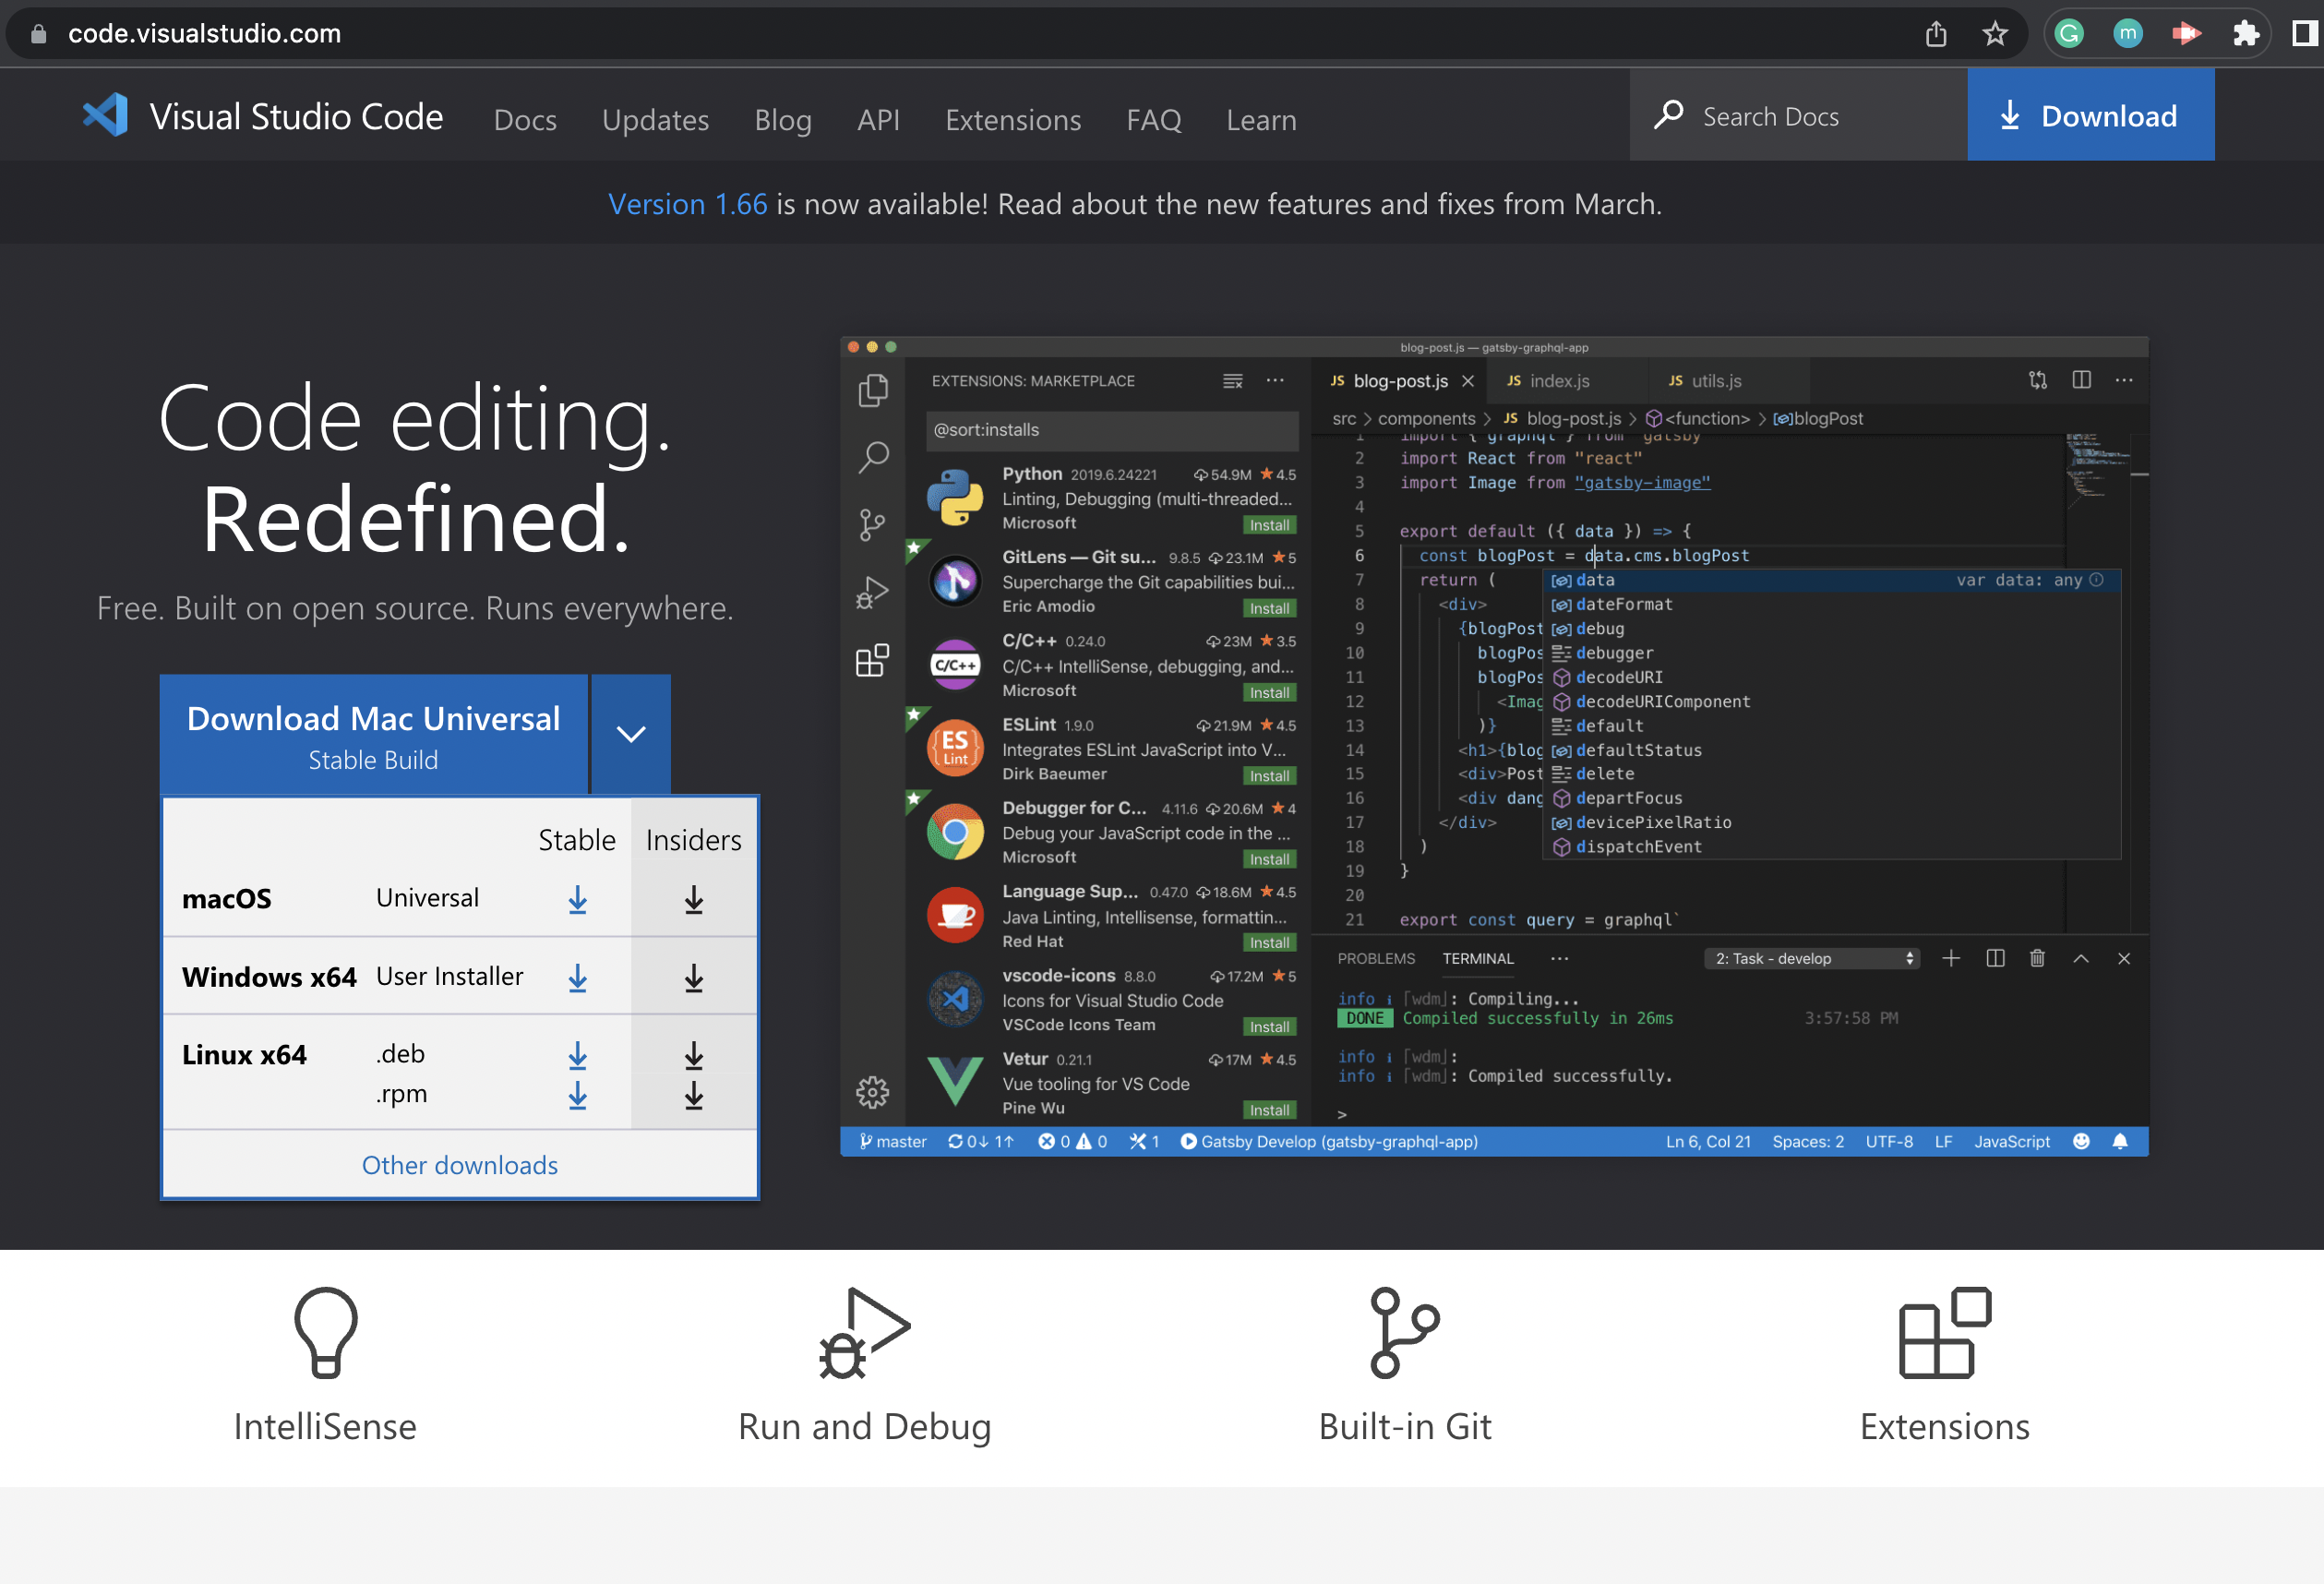 code.visualstudio.com
Visual Studio Code Docs Updates Blog API Extensions FAQ Learn Search Docs Download
Version 1.66 is now available! Read about the new features and fixes from March.
Code editing.
Redefined.
Free. Built on open source. Runs everywhere.
Download Mac Universal
Stable Build
Stable Insiders
macOS Universal
Windows x64 User Installer
Linux x64 .deb
.rpm
Other downloads
blog-post.js — gatsby-graphql-app
EXTENSIONS: MARKETPLACE
@sort:installs
Python 2019.6.24221 54.9M 4.5
Linting, Debugging (multi-threaded...
Microsoft Install
GitLens — Git su... 9.8.5 23.1M 5
Supercharge the Git capabilities bui...
Eric Amodio Install
C/C++
C/C++ 0.24.0 23M 3.5
C/C++ IntelliSense, debugging, and...
Microsoft Install
ES
Lint
ESLint 1.9.0 21.9M 4.5
Integrates ESLint JavaScript into V...
Dirk Baeumer Install
Debugger for C... 4.11.6 20.6M 4
Debug your JavaScript code in the ...
Microsoft Install
Language Sup... 0.47.0 18.6M 4.5
Java Linting, Intellisense, formattin...
Red Hat Install
vscode-icons 8.8.0 17.2M 5
Icons for Visual Studio Code
VSCode Icons Team Install
Vetur 0.21.1 17M 4.5
Vue tooling for VS Code
Pine Wu Install
JS blog-post.js JS index.js JS utils.js
src > components > JS blog-post.js > <function> > blogPost
1 import { graphql } from "gatsby"
2 import React from "react"
3 import Image from "gatsby-image"
4
5 export default ({ data }) => {
6 const blogPost = data.cms.blogPost
7 return (
8 <div>
9 {blogPost
10 blogPos
11 blogPos
12 <Imag
13 )}
14 <h1>{blog
15 <div>Post
16 <div dang
17 </div>
18 )
19 }
20
21 export const query = graphql`
data var data: any
dateFormat
debug
debugger
decodeURI
decodeURIComponent
default
defaultStatus
delete
departFocus
devicePixelRatio
dispatchEvent
PROBLEMS TERMINAL ··· 2: Task - develop
info i ｢wdm｣: Compiling...
DONE Compiled successfully in 26ms 3:57:58 PM
info i ｢wdm｣:
info i ｢wdm｣: Compiled successfully.
>
master 0↓ 1↑ 0 0 1 Gatsby Develop (gatsby-graphql-app) Ln 6, Col 21 Spaces: 2 UTF-8 LF JavaScript
IntelliSense Run and Debug Built-in Git Extensions